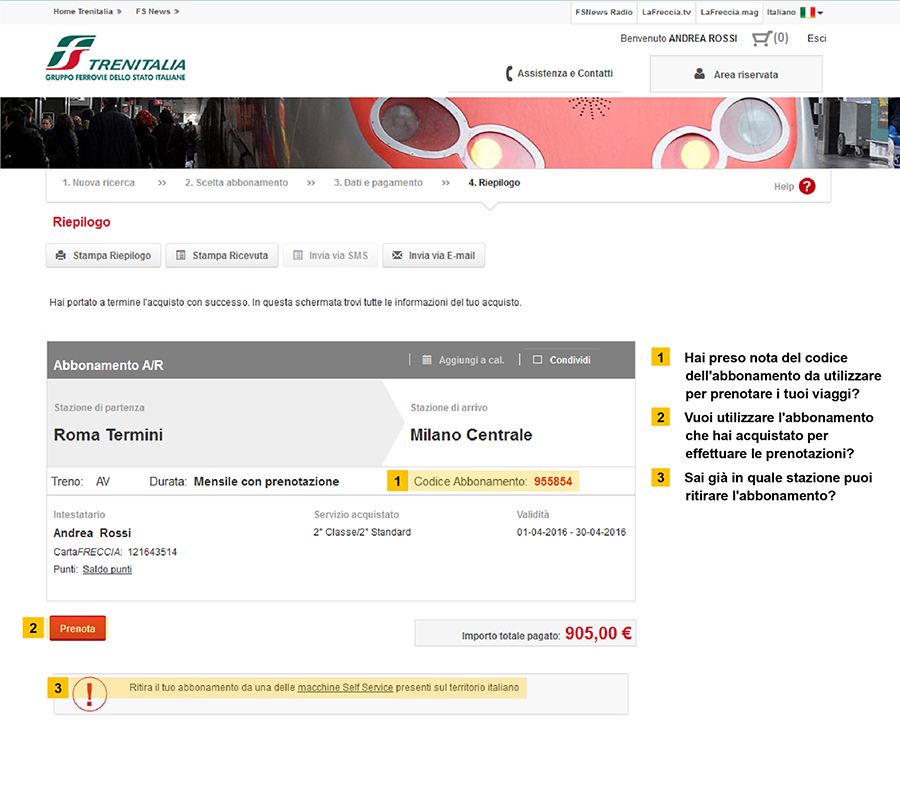 Home Trenitalia » FS News »
FSNews Radio LaFreccia.tv LaFreccia.mag Italiano
Benvenuto ANDREA ROSSI (0) Esci
TRENITALIA
GRUPPO FERROVIE DELLO STATO ITALIANE
Assistenza e Contatti
Area riservata
1. Nuova ricerca » 2. Scelta abbonamento » 3. Dati e pagamento » 4. Riepilogo
Help ?
Riepilogo
Stampa Riepilogo Stampa Ricevuta Invia via SMS Invia via E-mail
Hai portato a termine l'acquisto con successo. In questa schermata trovi tutte le informazioni del tuo acquisto.
Abbonamento A/R | Aggiungi a cal. | Condividi
Stazione di partenza Stazione di arrivo
Roma Termini Milano Centrale
Treno: AV Durata: Mensile con prenotazione 1 Codice Abbonamento: 955854
Intestatario Servizio acquistato Validità
Andrea Rossi 2° Classe/2° Standard 01-04-2016 - 30-04-2016
CartaFRECCIA: 121643514
Punti: Saldo punti
1 Hai preso nota del codice
dell'abbonamento da utilizzare
per prenotare i tuoi viaggi?
2 Vuoi utilizzare l'abbonamento
che hai acquistato per
effettuare le prenotazioni?
3 Sai già in quale stazione puoi
ritirare l'abbonamento?
2 Prenota
Importo totale pagato: 905,00 €
3 ! Ritira il tuo abbonamento da una delle macchine Self Service presenti sul territorio italiano